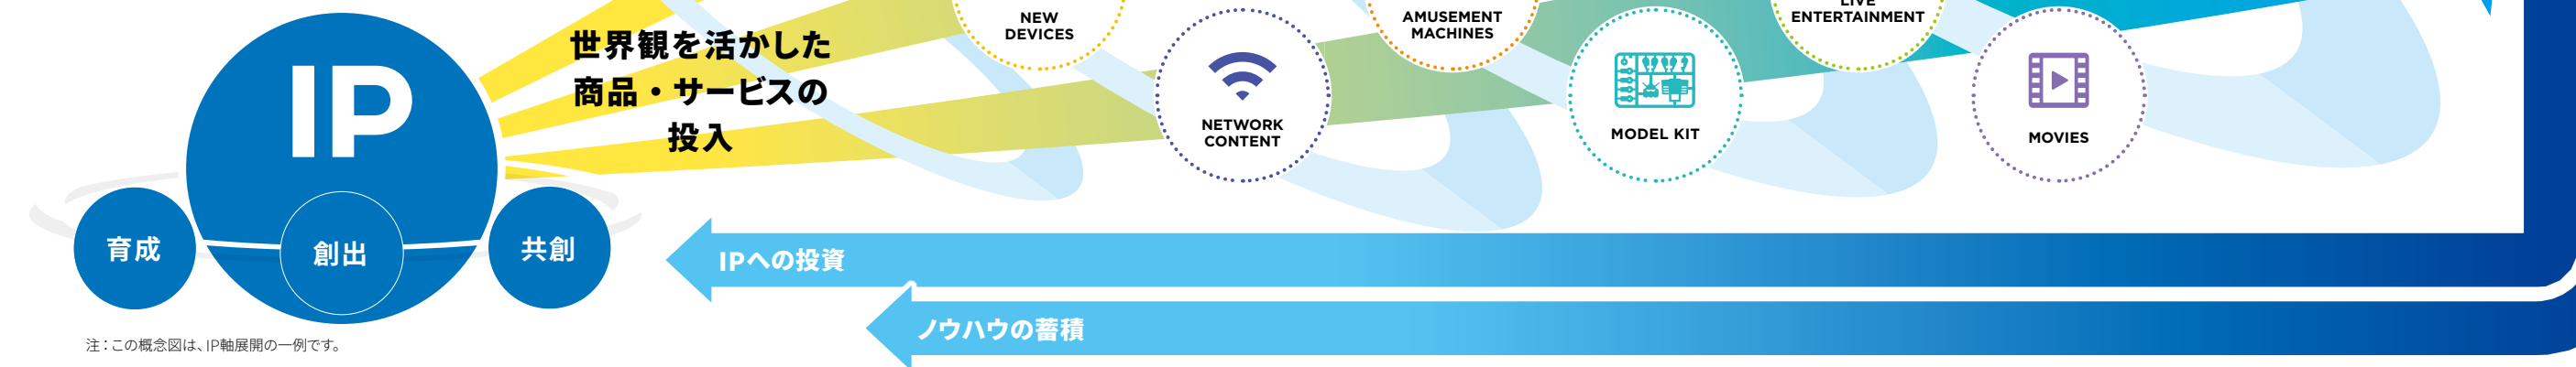 IP
育成
創出
共創
世界観を活かした
商品・サービスの
投入
NEW
DEVICES
NETWORK
CONTENT
AMUSEMENT
MACHINES
MODEL KIT
LIVE
ENTERTAINMENT
MOVIES
IPへの投資
ノウハウの蓄積
注：この概念図は、IP軸展開の一例です。